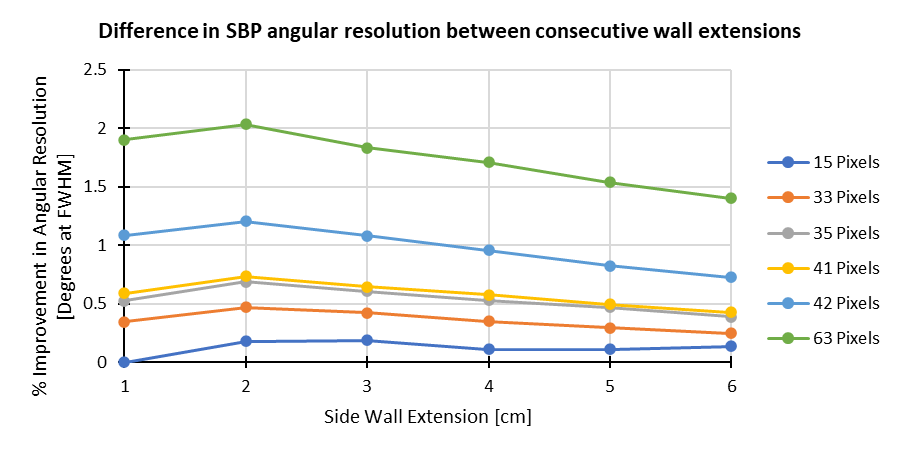 Difference in SBP angular resolution between consecutive wall extensions
% Improvement in Angular Resolution
[Degrees at FWHM]
2.5
2
1.5
1
0.5
0
1 2 3 4 5 6
Side Wall Extension [cm]
15 Pixels
33 Pixels
35 Pixels
41 Pixels
42 Pixels
63 Pixels